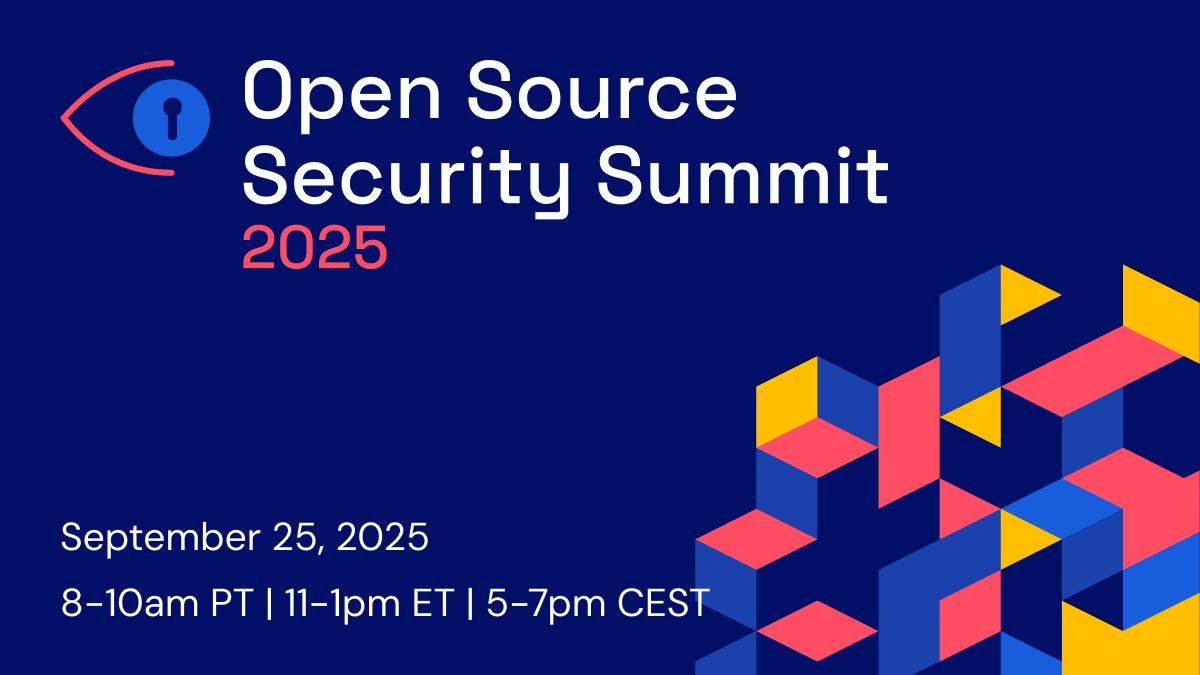 Open Source
Security Summit
2025
September 25, 2025
8-10am PT | 11-1pm ET | 5-7pm CEST